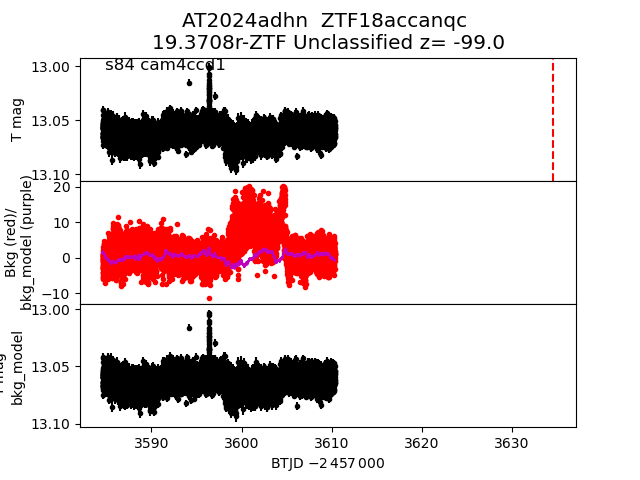 AT2024adhn ZTF18accanqc
19.3708r-ZTF Unclassified z= -99.0
s84 cam4ccd1
13.00
13.05
13.10
T mag
20
10
0
−10
Bkg (red)/
bkg_model (purple)
13.00
13.05
13.10
mag
bkg_model
3590
3600
3610
3620
3630
BTJD −2 457 000